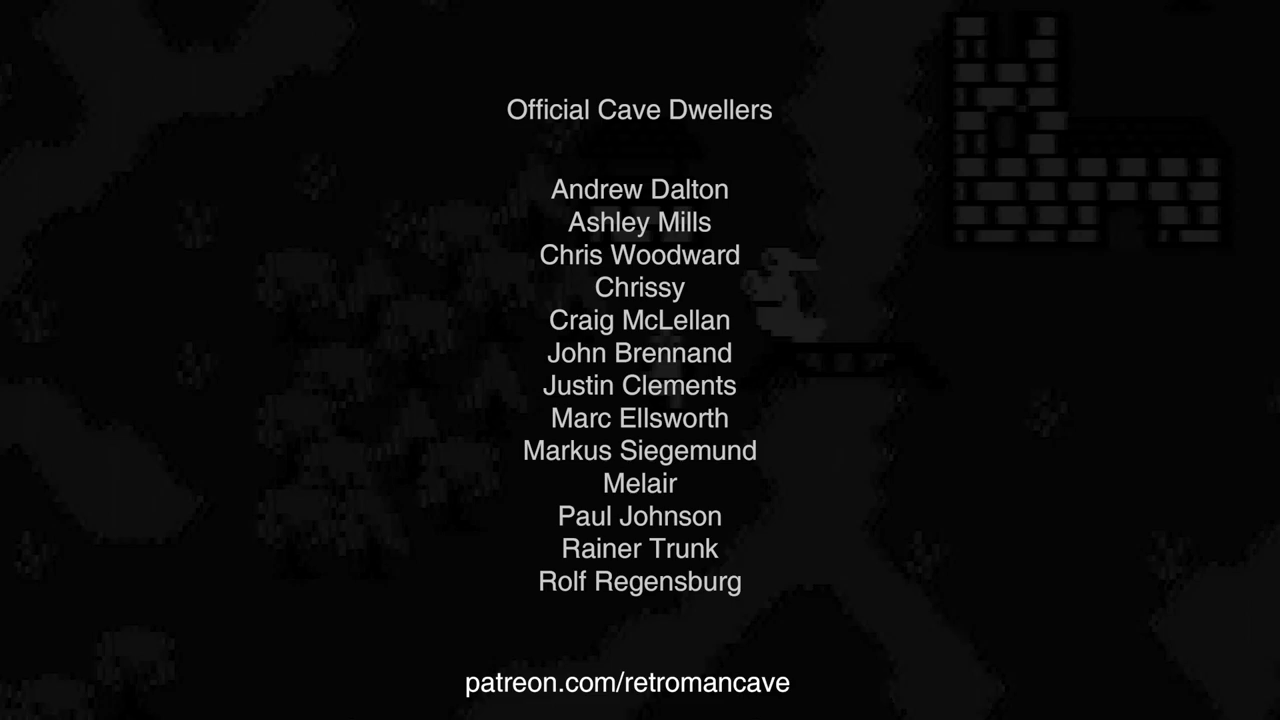 Official Cave Dwellers
Andrew Dalton
Ashley Mills
Chris Woodward
Chrissy
Craig McLellan
John Brennand
Justin Clements
Marc Ellsworth
Markus Siegemund
Melair
Paul Johnson
Rainer Trunk
Rolf Regensburg
patreon.com/retromancave